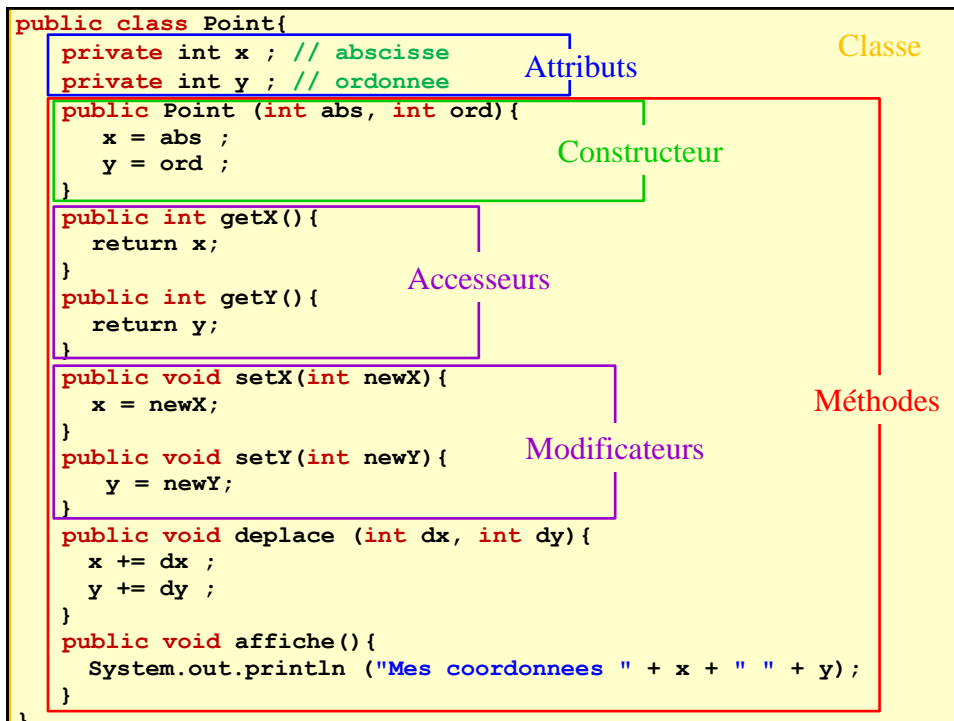 public class Point{
Classe
private int x ; // abscisse
Attributs
private int y ; // ordonnee
public Point (int abs, int ord){
x = abs ;
Constructeur
y = ord ;
}
public int getX(){
return x;
}
Accesseurs
public int getY(){
return y;
}
public void setX(int newX){
x = newX;
Méthodes
}
Modificateurs
public void setY(int newY){
y = newY;
}
public void deplace (int dx, int dy){
x += dx ;
y += dy ;
}
public void affiche(){
System.out.println ("Mes coordonnees " + x + " " + y);
}
}